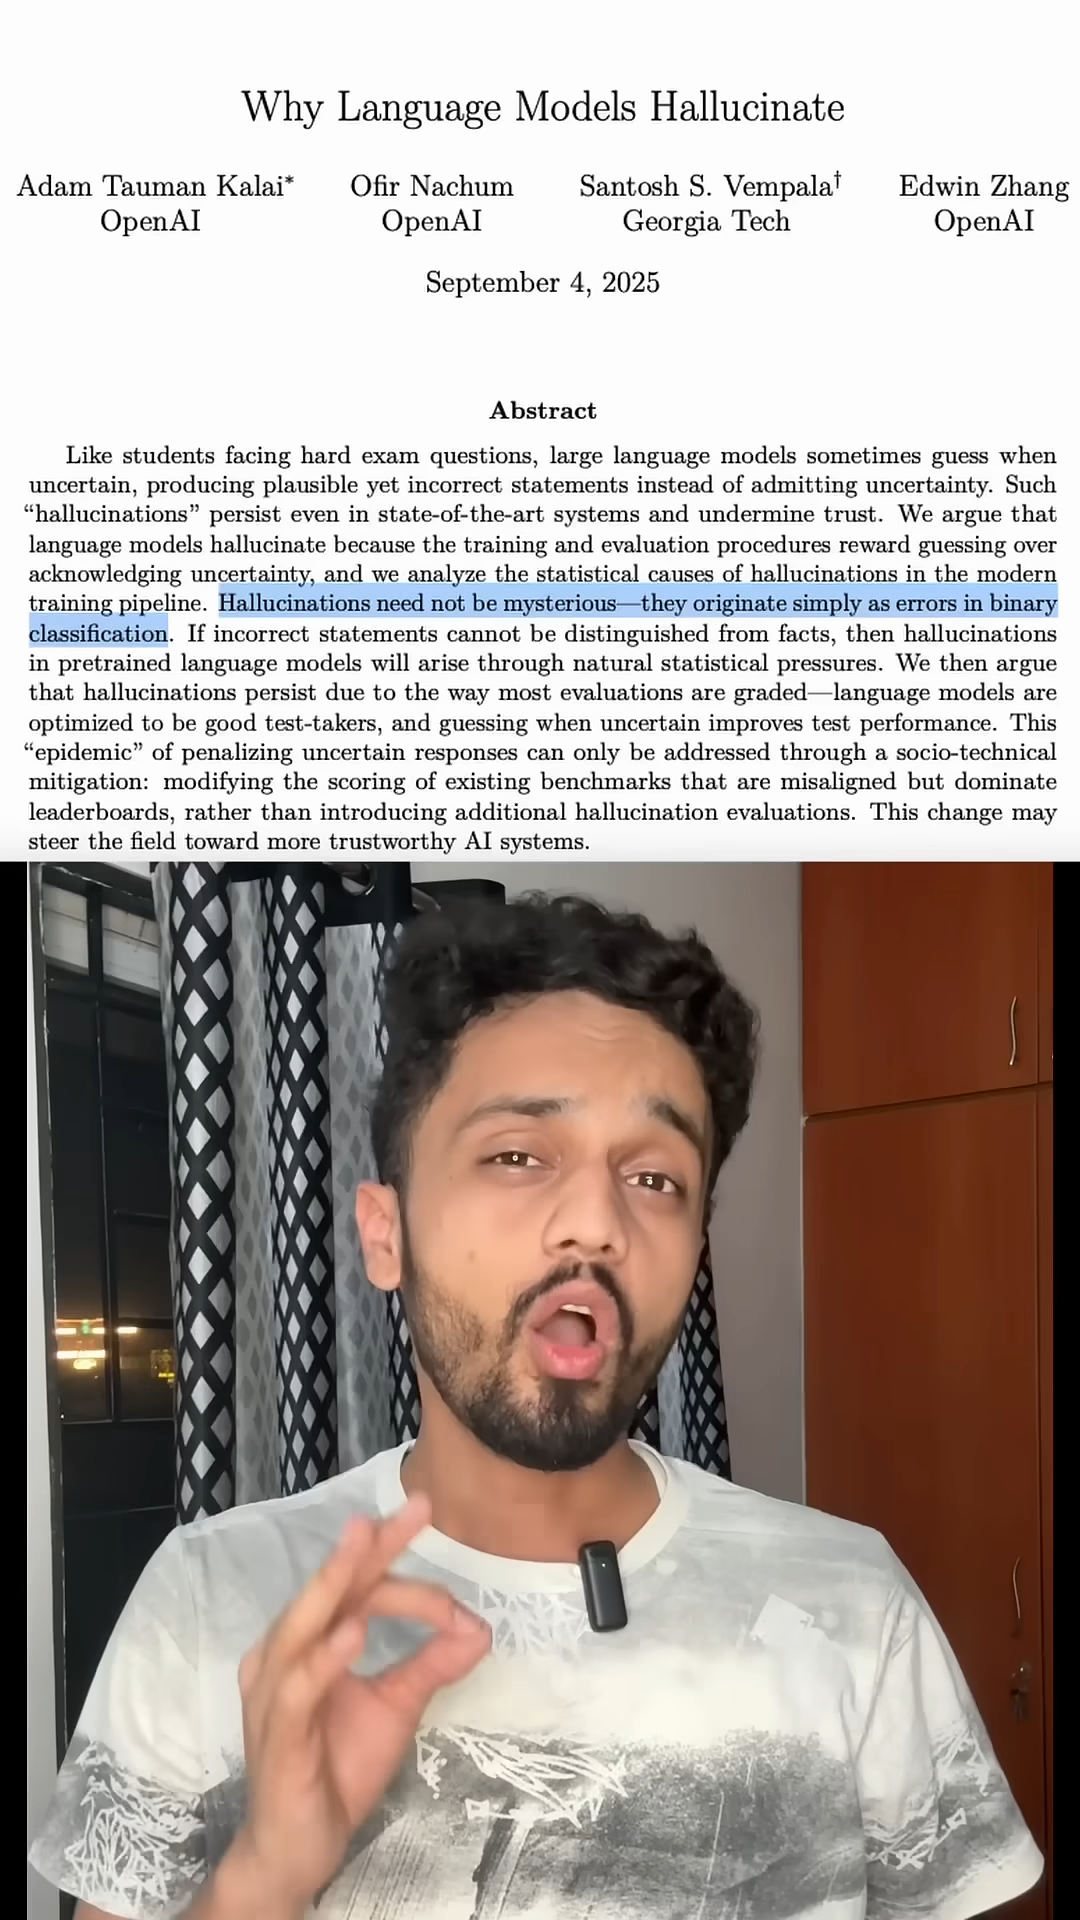 Why Language Models Hallucinate
Adam Tauman Kalai* Ofir Nachum Santosh S. Vempala† Edwin Zhang
OpenAI OpenAI Georgia Tech OpenAI
September 4, 2025
Abstract
Like students facing hard exam questions, large language models sometimes guess when
uncertain, producing plausible yet incorrect statements instead of admitting uncertainty. Such
“hallucinations” persist even in state-of-the-art systems and undermine trust. We argue that
language models hallucinate because the training and evaluation procedures reward guessing over
acknowledging uncertainty, and we analyze the statistical causes of hallucinations in the modern
training pipeline. Hallucinations need not be mysterious—they originate simply as errors in binary
classification. If incorrect statements cannot be distinguished from facts, then hallucinations
in pretrained language models will arise through natural statistical pressures. We then argue
that hallucinations persist due to the way most evaluations are graded—language models are
optimized to be good test-takers, and guessing when uncertain improves test performance. This
“epidemic” of penalizing uncertain responses can only be addressed through a socio-technical
mitigation: modifying the scoring of existing benchmarks that are misaligned but dominate
leaderboards, rather than introducing additional hallucination evaluations. This change may
steer the field toward more trustworthy AI systems.